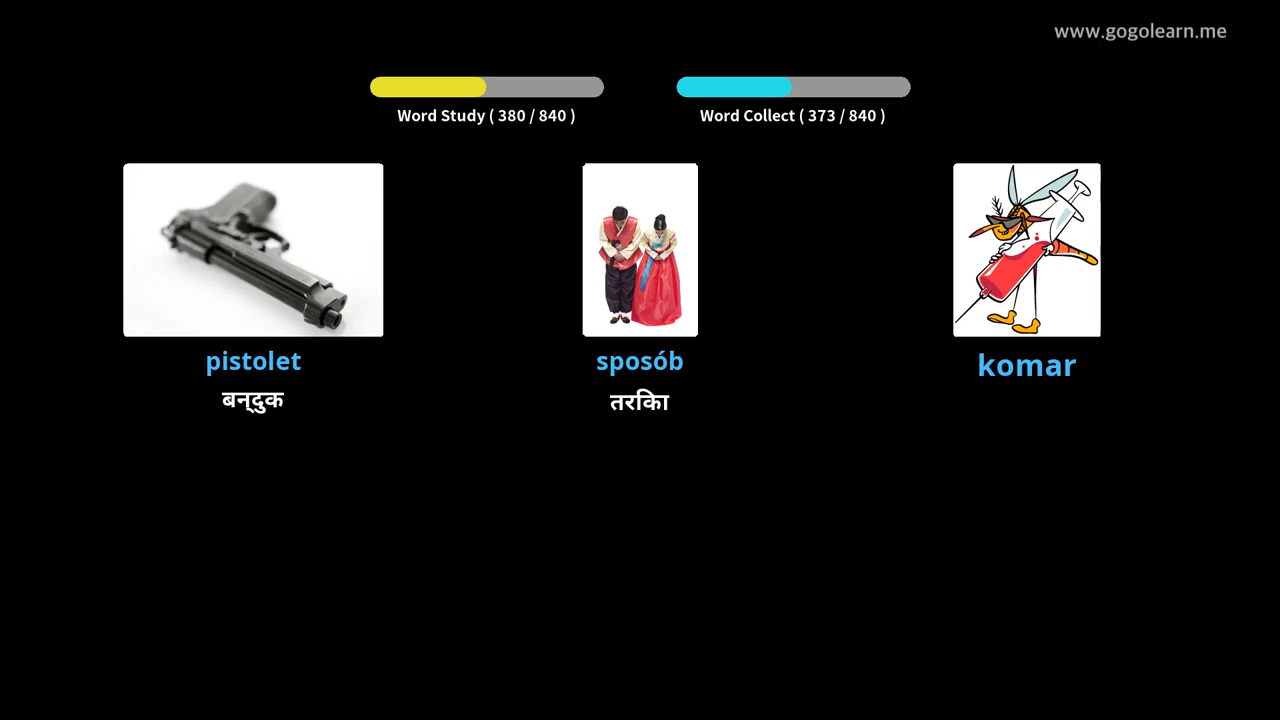 www.gogolearn.me
Word Study ( 380 / 840 )
Word Collect ( 373 / 840 )
pistolet
बन्दुक
sposób
तरिका
komar